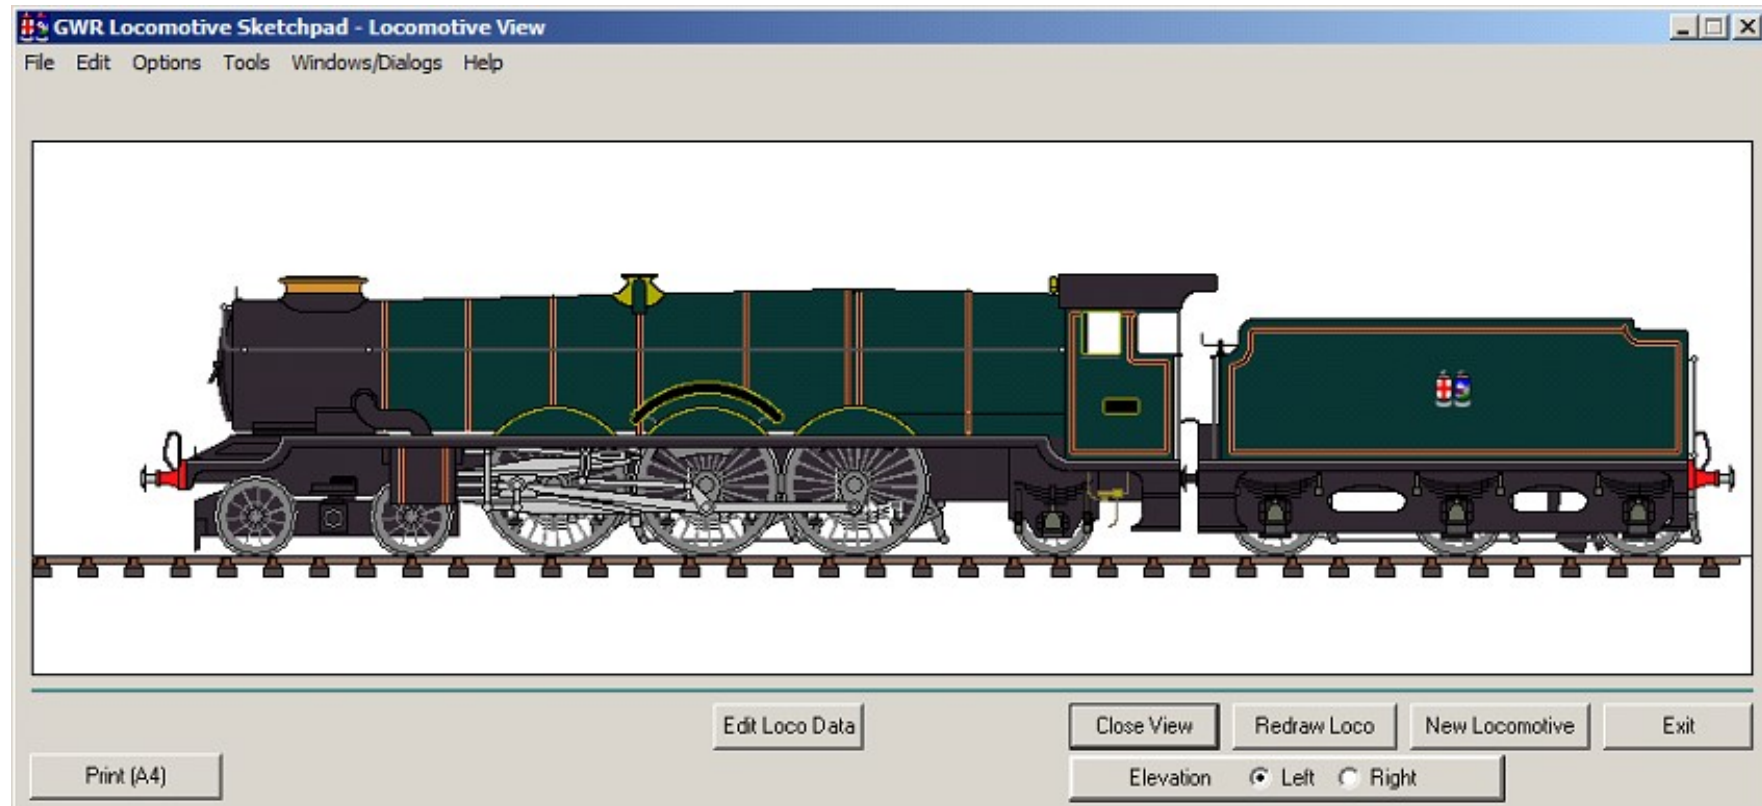 GWR Locomotive Sketchpad - Locomotive View
File Edit Options Tools Windows/Dialogs Help
Edit Loco Data Close View Redraw Loco New Locomotive Exit
Print (A4) Elevation Left Right